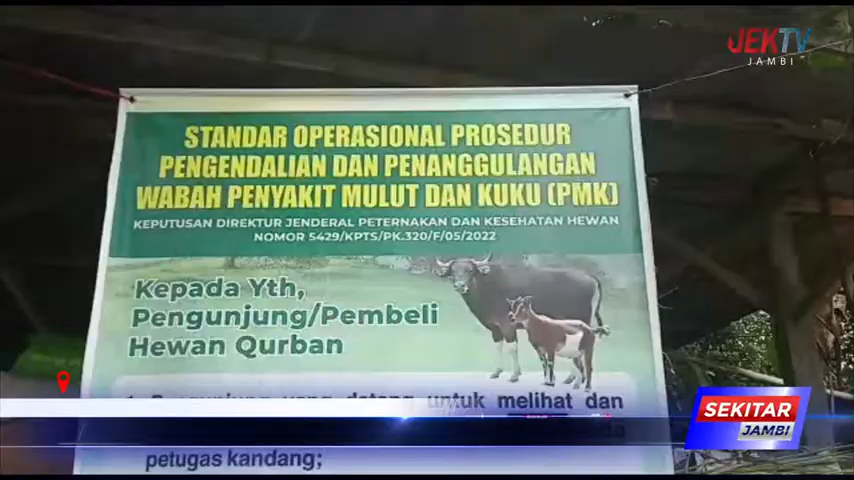 JEKTV
JAMBI
STANDAR OPERASIONAL PROSEDUR
PENGENDALIAN DAN PENANGGULANGAN
WABAH PENYAKIT MULUT DAN KUKU (PMK)
KEPUTUSAN DIREKTUR JENDERAL PETERNAKAN DAN KESEHATAN HEWAN
NOMOR 5429/KPTS/PK.320/F/05/2022
Kepada Yth,
Pengunjung/Pembeli
Hewan Qurban
untuk melihat dan
petugas kandang;
SEKITAR
JAMBI